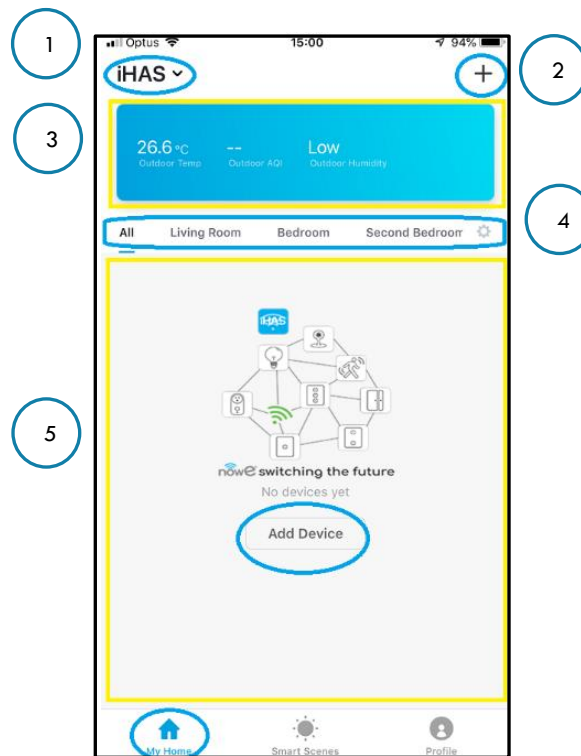 1
Optus 15:00 94%
iHAS
2
3
26.6 °C -- Low
Outdoor Temp Outdoor AQI Outdoor Humidity
4
All Living Room Bedroom Second Bedroom
iHAS
5
nowe switching the future
No devices yet
Add Device
My Home Smart Scenes Profile